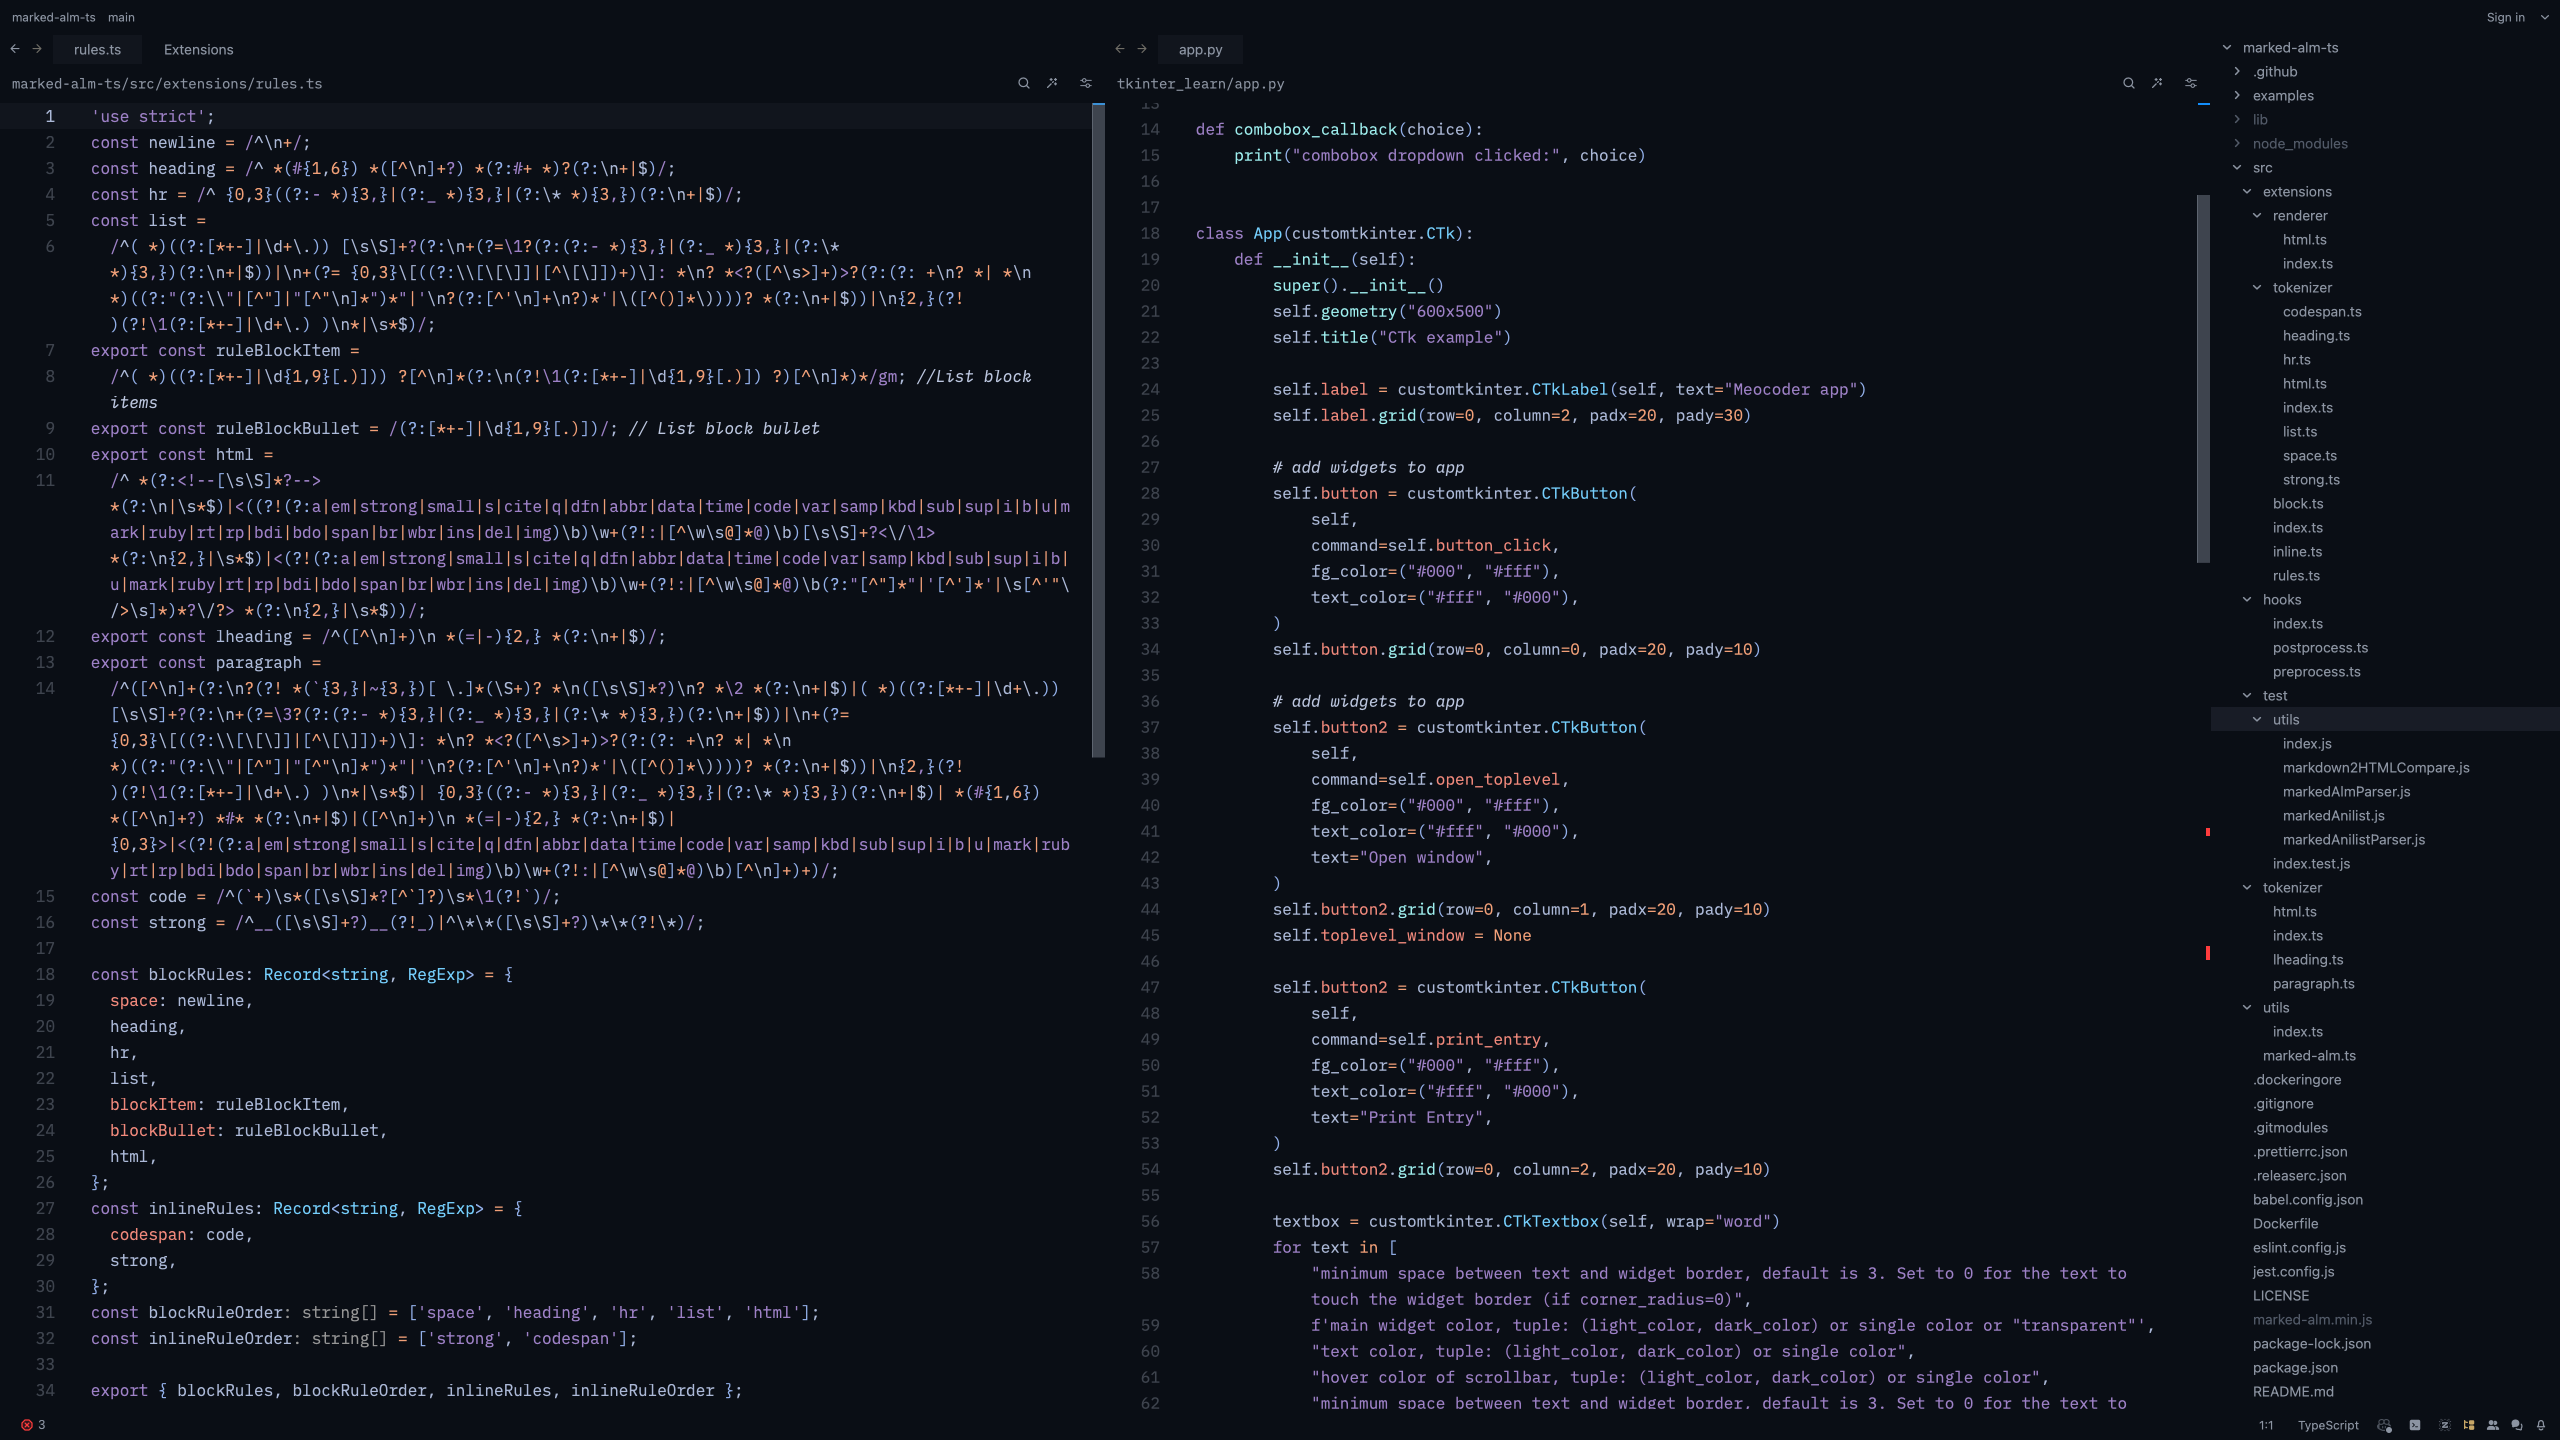 marked-alm-ts main
Sign in
rules.ts Extensions
marked-alm-ts/src/extensions/rules.ts
1 'use strict';
2 const newline = /^\n+/;
3 const heading = /^ *(#{1,6}) *([^\n]+?) *(?:#+ *)?(?:\n+|$)/;
4 const hr = /^ {0,3}((?:- *){3,}|(?:_ *){3,}|(?:\* *){3,})(?:\n+|$)/;
5 const list =
6 /^( *)((?:[*+-]|\d+\.)) [\s\S]+?(?:\n+(?=\1?(?:(?:- *){3,}|(?:_ *){3,}|(?:\*
*){3,})(?:\n+|$))|\n+(?= {0,3}\[((?:\\[\[\]]|[^\[\]])+)\]: *\n? *<?([^\s>]+)>?(?:(?: +\n? *| *\n
*)((?:"(?:\\"|[^"]|"[^"\n]*")*"|'\n?(?:[^'\n]+\n?)*'|\([^()]*\))))? *(?:\n+|$))|\n{2,}(?!
)(?!\1(?:[*+-]|\d+\.) )\n*|\s*$)/;
7 export const ruleBlockItem =
8 /^( *)((?:[*+-]|\d{1,9}[.)])) ?[^\n]*(?:\n(?!\1(?:[*+-]|\d{1,9}[.)]) ?)[^\n]*)*/gm; //List block
items
9 export const ruleBlockBullet = /(?:[*+-]|\d{1,9}[.)])/; // List block bullet
10 export const html =
11 /^ *(?:<!--[\s\S]*?-->
*(?:\n|\s*$)|<((?!(?:a|em|strong|small|s|cite|q|dfn|abbr|data|time|code|var|samp|kbd|sub|sup|i|b|u|m
ark|ruby|rt|rp|bdi|bdo|span|br|wbr|ins|del|img)\b)\w+(?!:|[^\w\s@]*@)\b)[\s\S]+?<\/\1>
*(?:\n{2,}|\s*$)|<(?!(?:a|em|strong|small|s|cite|q|dfn|abbr|data|time|code|var|samp|kbd|sub|sup|i|b|
u|mark|ruby|rt|rp|bdi|bdo|span|br|wbr|ins|del|img)\b)\w+(?!:|[^\w\s@]*@)\b(?:"[^"]*"|'[^']*'|\s[^'"\
/>\s]*)*?\/?> *(?:\n{2,}|\s*$))/;
12 export const lheading = /^([^\n]+)\n *(=|-){2,} *(?:\n+|$)/;
13 export const paragraph =
14 /^([^\n]+(?:\n?(?! *(`{3,}|~{3,})[ \.]*(\S+)? *\n([\s\S]*?)\n? *\2 *(?:\n+|$)|( *)((?:[*+-]|\d+\.))
[\s\S]+?(?:\n+(?=\3?(?:(?:- *){3,}|(?:_ *){3,}|(?:\* *){3,})(?:\n+|$))|\n+(?=
{0,3}\[((?:\\[\[\]]|[^\[\]])+)\]: *\n? *<?([^\s>]+)>?(?:(?: +\n? *| *\n
*)((?:"(?:\\"|[^"]|"[^"\n]*")*"|'\n?(?:[^'\n]+\n?)*'|\([^()]*\))))? *(?:\n+|$))|\n{2,}(?!
)(?!\1(?:[*+-]|\d+\.) )\n*|\s*$)| {0,3}((?:- *){3,}|(?:_ *){3,}|(?:\* *){3,})(?:\n+|$)| *(#{1,6})
*([^\n]+?) *#* *(?:\n+|$)|([^\n]+)\n *(=|-){2,} *(?:\n+|$)|
{0,3}>|<(?!(?:a|em|strong|small|s|cite|q|dfn|abbr|data|time|code|var|samp|kbd|sub|sup|i|b|u|mark|rub
y|rt|rp|bdi|bdo|span|br|wbr|ins|del|img)\b)\w+(?!:|[^\w\s@]*@)\b)[^\n]+)+)/;
15 const code = /^(`+)\s*([\s\S]*?[^`]?)\s*\1(?!`)/;
16 const strong = /^__([\s\S]+?)__(?!_)|^\*\*([\s\S]+?)\*\*(?!\*)/;
17
18 const blockRules: Record<string, RegExp> = {
19 space: newline,
20 heading,
21 hr,
22 list,
23 blockItem: ruleBlockItem,
24 blockBullet: ruleBlockBullet,
25 html,
26 };
27 const inlineRules: Record<string, RegExp> = {
28 codespan: code,
29 strong,
30 };
31 const blockRuleOrder: string[] = ['space', 'heading', 'hr', 'list', 'html'];
32 const inlineRuleOrder: string[] = ['strong', 'codespan'];
33
34 export { blockRules, blockRuleOrder, inlineRules, inlineRuleOrder };
3
app.py
tkinter_learn/app.py
13
14 def combobox_callback(choice):
15 print("combobox dropdown clicked:", choice)
16
17
18 class App(customtkinter.CTk):
19 def __init__(self):
20 super().__init__()
21 self.geometry("600x500")
22 self.title("CTk example")
23
24 self.label = customtkinter.CTkLabel(self, text="Meocoder app")
25 self.label.grid(row=0, column=2, padx=20, pady=30)
26
27 # add widgets to app
28 self.button = customtkinter.CTkButton(
29 self,
30 command=self.button_click,
31 fg_color=("#000", "#fff"),
32 text_color=("#fff", "#000"),
33 )
34 self.button.grid(row=0, column=0, padx=20, pady=10)
35
36 # add widgets to app
37 self.button2 = customtkinter.CTkButton(
38 self,
39 command=self.open_toplevel,
40 fg_color=("#000", "#fff"),
41 text_color=("#fff", "#000"),
42 text="Open window",
43 )
44 self.button2.grid(row=0, column=1, padx=20, pady=10)
45 self.toplevel_window = None
46
47 self.button2 = customtkinter.CTkButton(
48 self,
49 command=self.print_entry,
50 fg_color=("#000", "#fff"),
51 text_color=("#fff", "#000"),
52 text="Print Entry",
53 )
54 self.button2.grid(row=0, column=2, padx=20, pady=10)
55
56 textbox = customtkinter.CTkTextbox(self, wrap="word")
57 for text in [
58 "minimum space between text and widget border, default is 3. Set to 0 for the text to
touch the widget border (if corner_radius=0)",
59 f'main widget color, tuple: (light_color, dark_color) or single color or "transparent"',
60 "text color, tuple: (light_color, dark_color) or single color",
61 "hover color of scrollbar, tuple: (light_color, dark_color) or single color",
62 "minimum space between text and widget border, default is 3. Set to 0 for the text to
marked-alm-ts
.github
examples
lib
node_modules
src
extensions
renderer
html.ts
index.ts
tokenizer
codespan.ts
heading.ts
hr.ts
html.ts
index.ts
list.ts
space.ts
strong.ts
block.ts
index.ts
inline.ts
rules.ts
hooks
index.ts
postprocess.ts
preprocess.ts
test
utils
index.js
markdown2HTMLCompare.js
markedAlmParser.js
markedAnilist.js
markedAnilistParser.js
index.test.js
tokenizer
html.ts
index.ts
lheading.ts
paragraph.ts
utils
index.ts
marked-alm.ts
.dockeringore
.gitignore
.gitmodules
.prettierrc.json
.releaserc.json
babel.config.json
Dockerfile
eslint.config.js
jest.config.js
LICENSE
marked-alm.min.js
package-lock.json
package.json
README.md
1:1 TypeScript